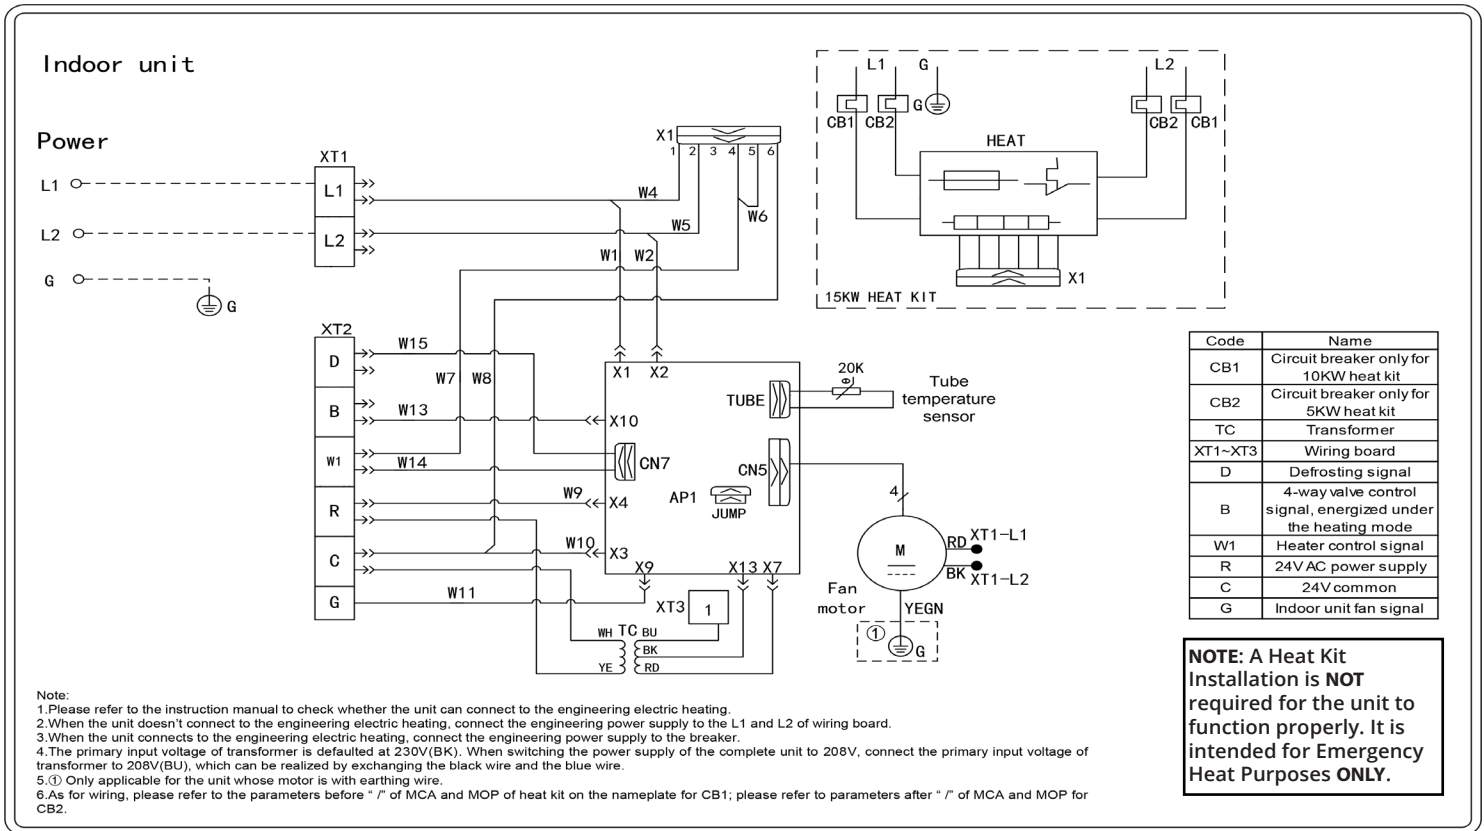 Indoor unit
Power
L1
L2
G
G
XT1
L1
L2
X1
1 2 3 4 5 6
W4
W5
W6
W1 W2
XT2
D
B
W1
R
C
G
W15
W7 W8
W13
W14
W9
W10
W11
X1 X2
X10
CN7
X4
X3
X9
X13 X7
AP1
JUMP
TUBE
CN5
20K
θ
Tube
temperature
sensor
4
M
Fan
motor
RD XT1-L1
BK XT1-L2
YEGN
① G
XT3 1
WH TC BU
BK
YE RD
L1 G L2
G
CB1 CB2 CB2 CB1
HEAT
X1
15KW HEAT KIT
Code Name
CB1 Circuit breaker only for
10KW heat kit
CB2 Circuit breaker only for
5KW heat kit
TC Transformer
XT1~XT3 Wiring board
D Defrosting signal
B 4-way valve control
signal, energized under
the heating mode
W1 Heater control signal
R 24V AC power supply
C 24V common
G Indoor unit fan signal
NOTE: A Heat Kit
Installation is NOT
required for the unit to
function properly. It is
intended for Emergency
Heat Purposes ONLY.
Note:
1.Please refer to the instruction manual to check whether the unit can connect to the engineering electric heating.
2.When the unit doesn't connect to the engineering electric heating, connect the engineering power supply to the L1 and L2 of wiring board.
3.When the unit connects to the engineering electric heating, connect the engineering power supply to the breaker.
4.The primary input voltage of transformer is defaulted at 230V(BK). When switching the power supply of the complete unit to 208V, connect the primary input voltage of
transformer to 208V(BU), which can be realized by exchanging the black wire and the blue wire.
5.① Only applicable for the unit whose motor is with earthing wire.
6.As for wiring, please refer to the parameters before “ /” of MCA and MOP of heat kit on the nameplate for CB1; please refer to parameters after “ /” of MCA and MOP for
CB2.